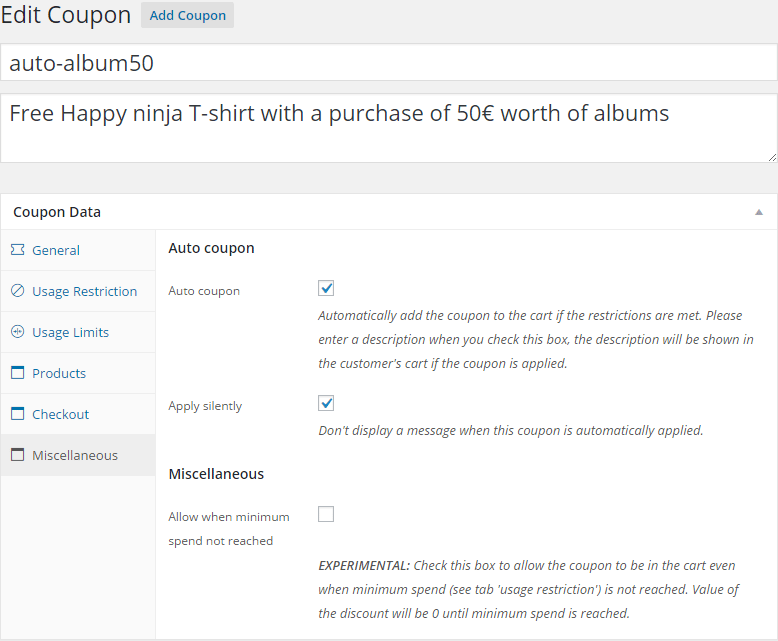 Edit Coupon Add Coupon
auto-album50
Free Happy ninja T-shirt with a purchase of 50€ worth of albums
Coupon Data
General
Usage Restriction
Usage Limits
Products
Checkout
Miscellaneous
Auto coupon
Auto coupon
Automatically add the coupon to the cart if the restrictions are met. Please
enter a description when you check this box, the description will be shown in
the customer's cart if the coupon is applied.
Apply silently
Don't display a message when this coupon is automatically applied.
Miscellaneous
Allow when minimum
spend not reached
EXPERIMENTAL: Check this box to allow the coupon to be in the cart even
when minimum spend (see tab 'usage restriction') is not reached. Value of
the discount will be 0 until minimum spend is reached.